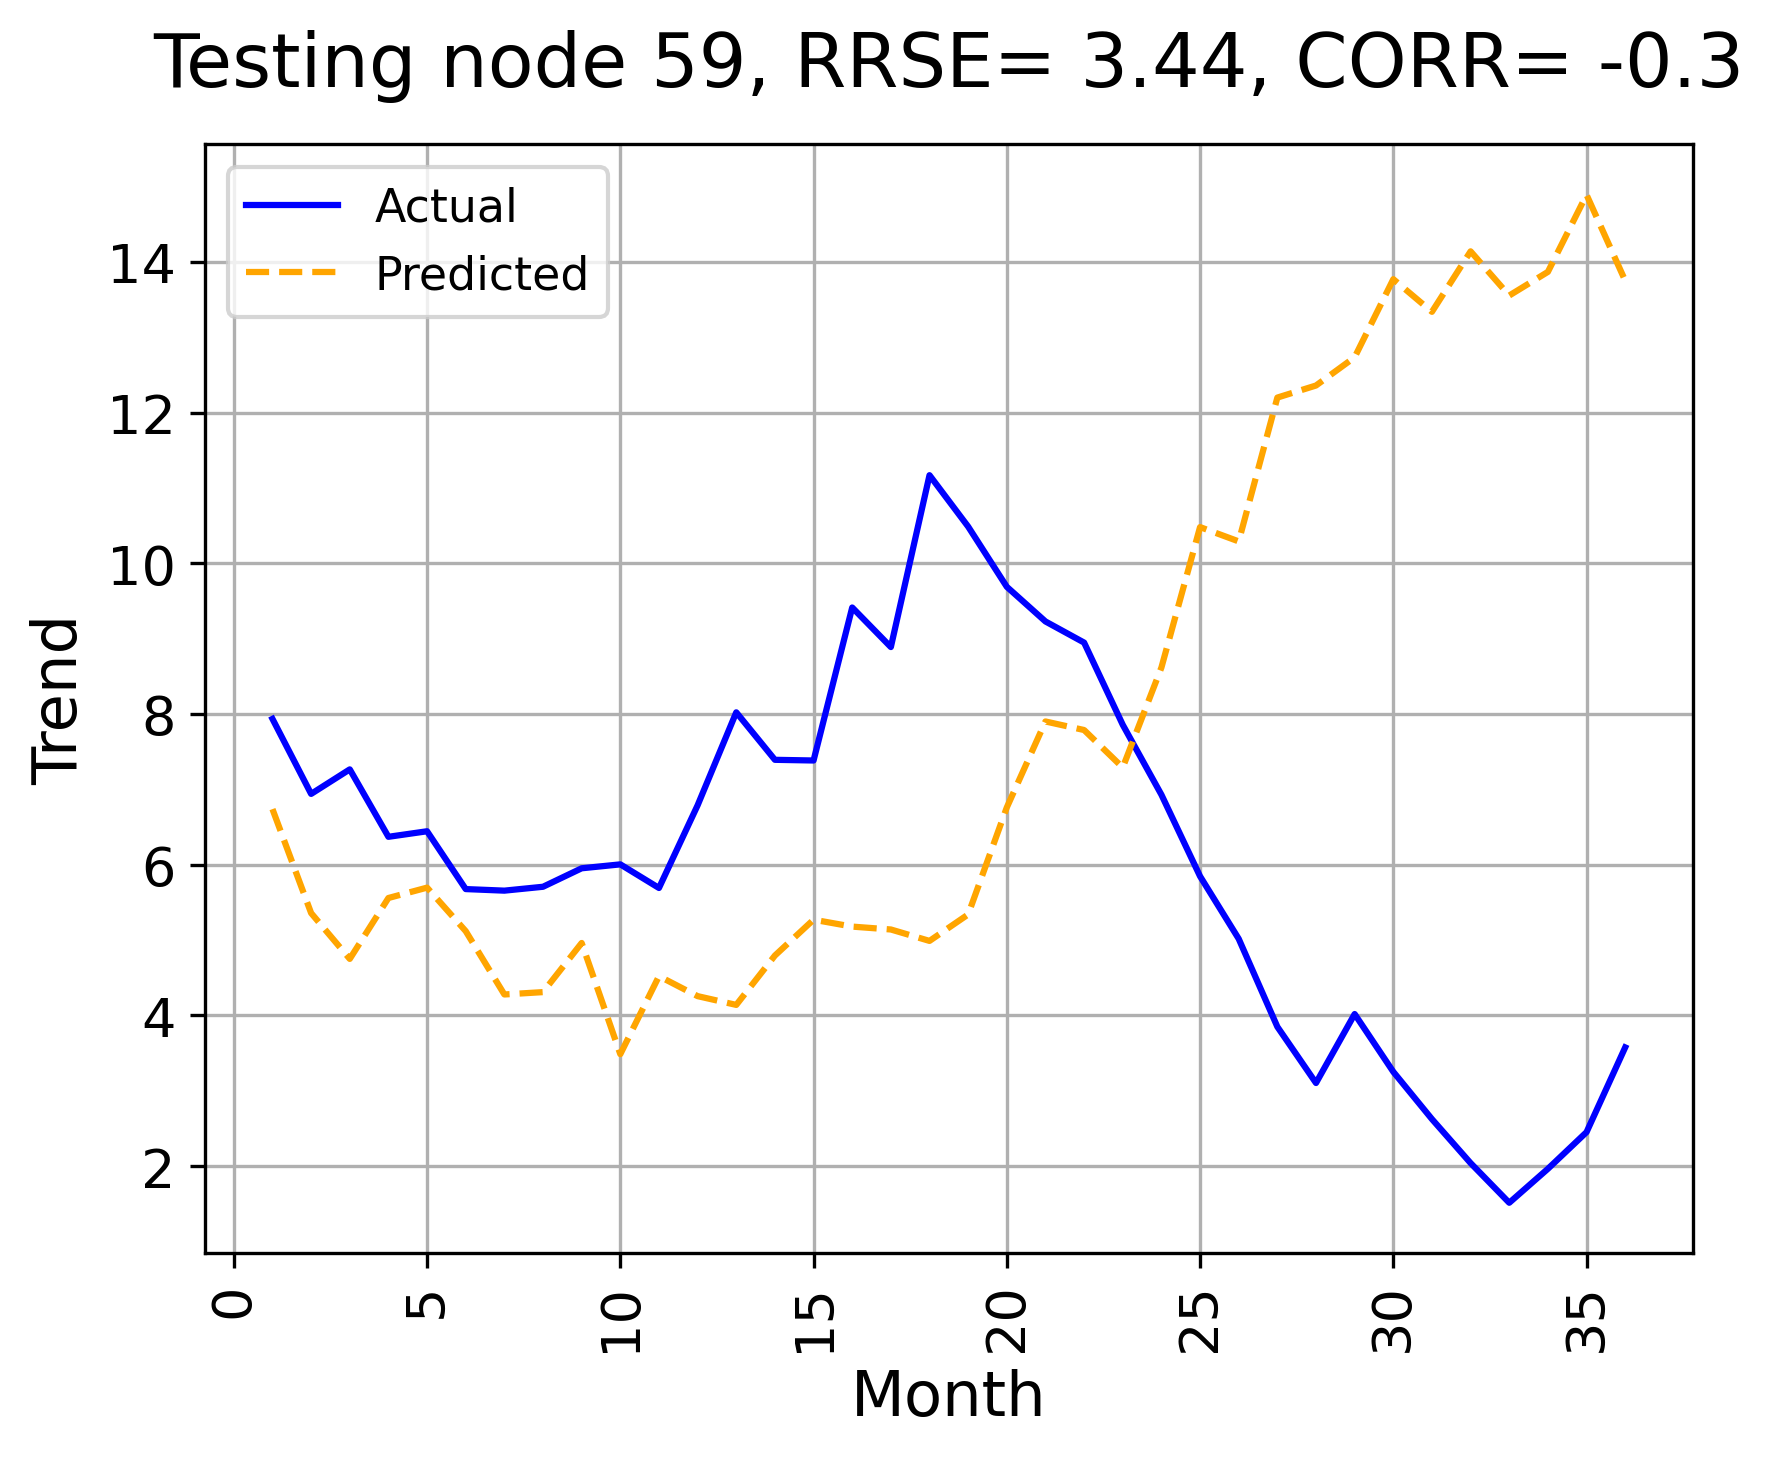 Testing node 59, RRSE= 3.44, CORR= -0.3
Actual
Predicted
Trend
14
12
10
8
6
4
2
0 5 10 15 20 25 30 35
Month